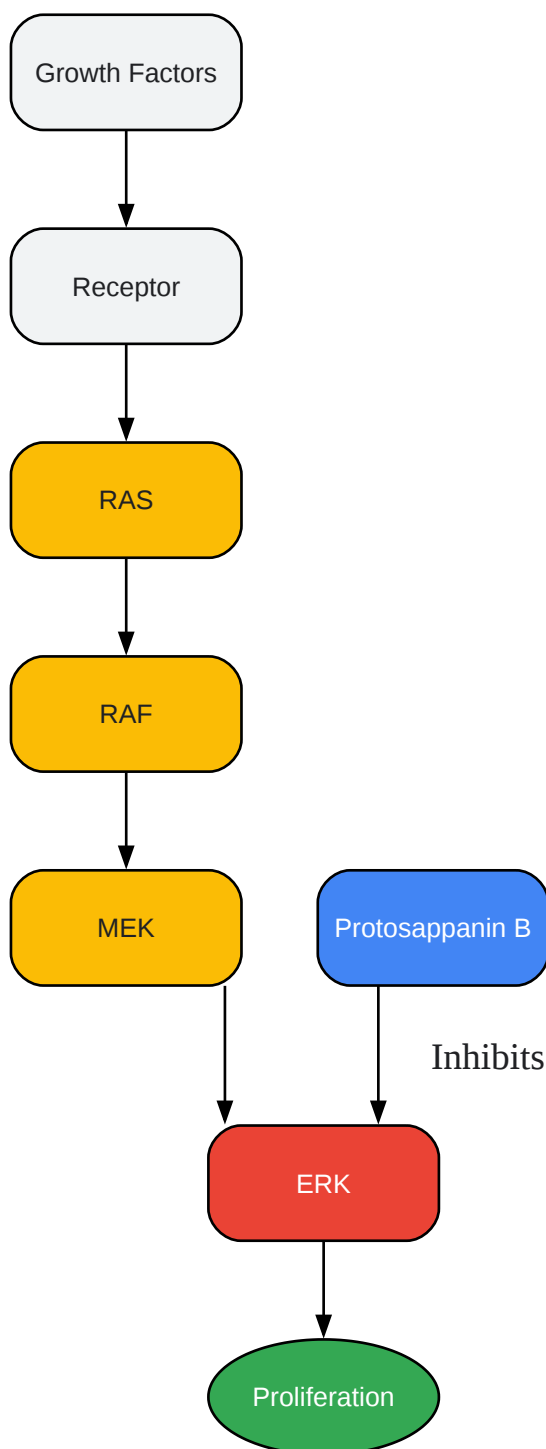 Growth Factors
Receptor
RAS
RAF
MEK
Protosappanin B
Inhibits
ERK
Proliferation